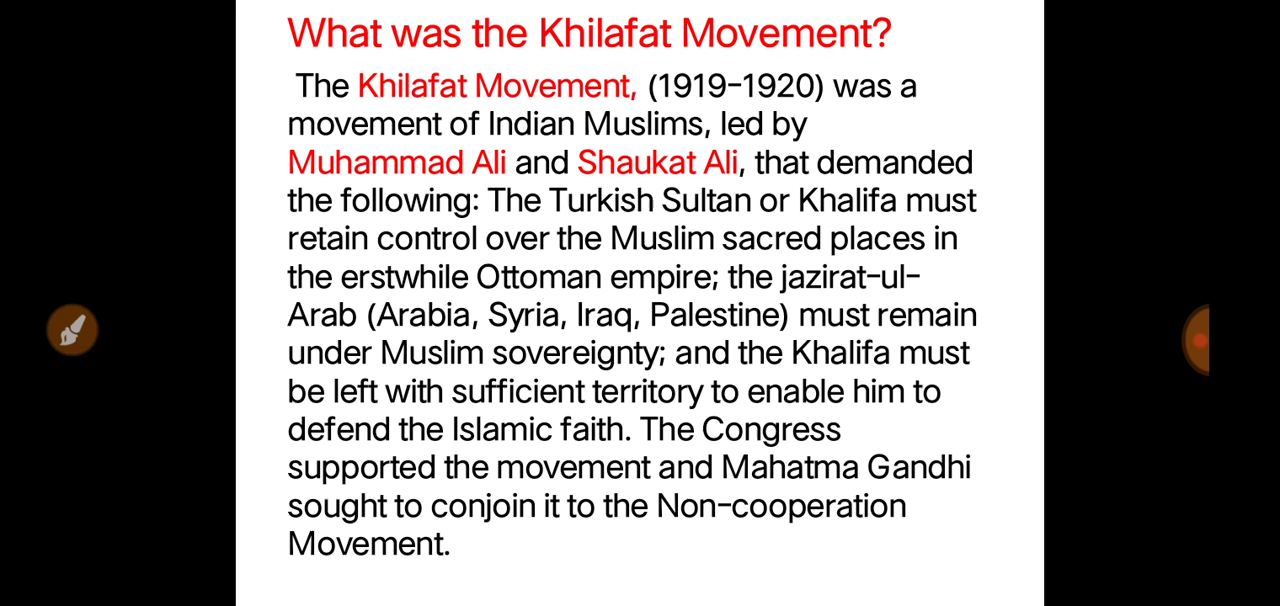 What was the Khilafat Movement?
The Khilafat Movement, (1919-1920) was a
movement of Indian Muslims, led by
Muhammad Ali and Shaukat Ali, that demanded
the following: The Turkish Sultan or Khalifa must
retain control over the Muslim sacred places in
the erstwhile Ottoman empire; the jazirat-ul-
Arab (Arabia, Syria, Iraq, Palestine) must remain
under Muslim sovereignty; and the Khalifa must
be left with sufficient territory to enable him to
defend the Islamic faith. The Congress
supported the movement and Mahatma Gandhi
sought to conjoin it to the Non-cooperation
Movement.